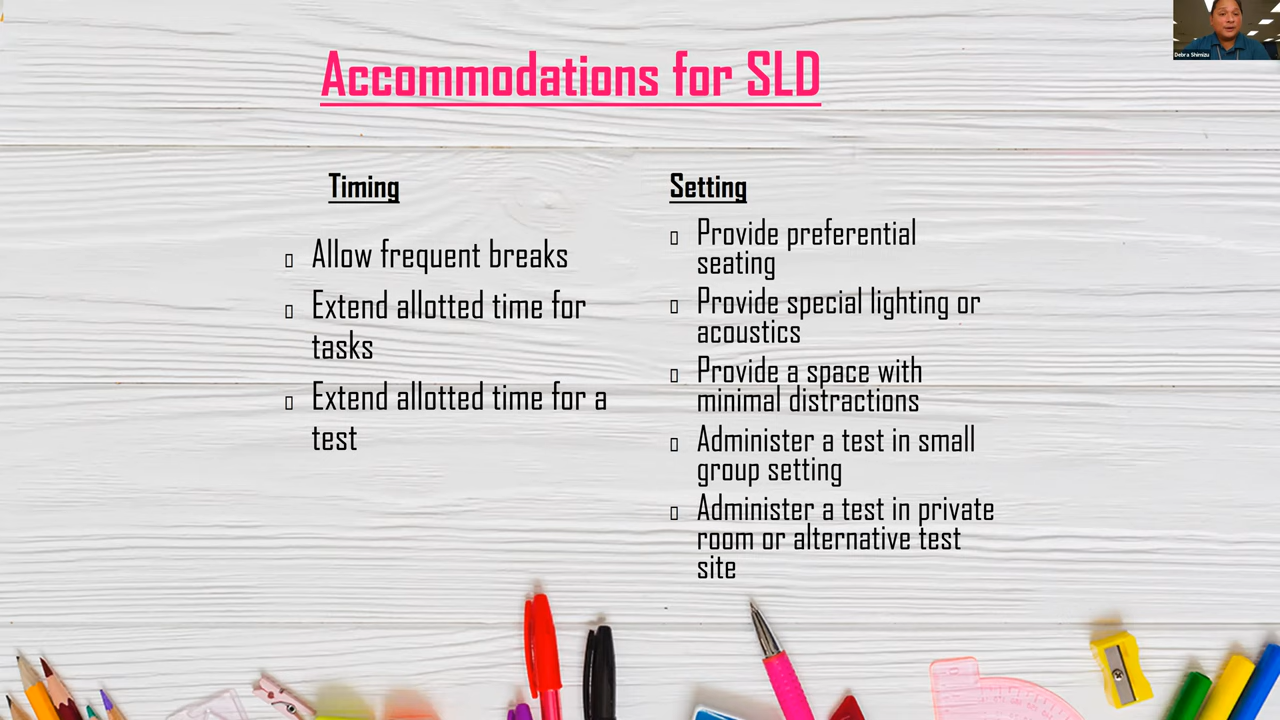 Accommodations for SLD
Timing
Allow frequent breaks
Extend allotted time for
tasks
Extend allotted time for a
test
Setting
Provide preferential
seating
Provide special lighting or
acoustics
Provide a space with
minimal distractions
Administer a test in small
group setting
Administer a test in private
room or alternative test
site
Debra Shimizu